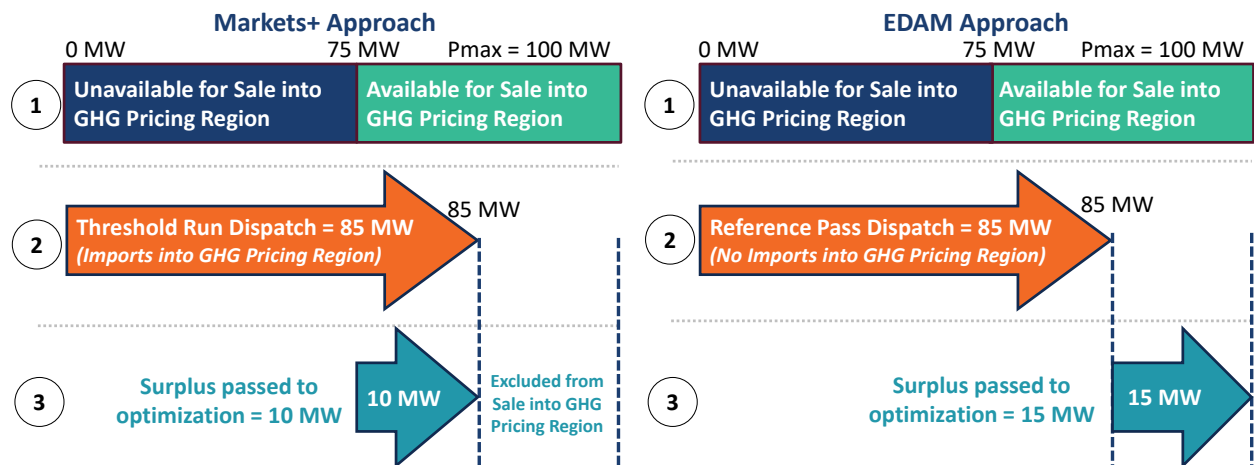 Markets+ Approach
0 MW
75 MW
Pmax = 100 MW
1
Unavailable for Sale into
GHG Pricing Region
Available for Sale into
GHG Pricing Region
2
Threshold Run Dispatch = 85 MW
(Imports into GHG Pricing Region)
85 MW
3
Surplus passed to
optimization = 10 MW
10 MW
Excluded from
Sale into GHG
Pricing Region
EDAM Approach
0 MW
75 MW
Pmax = 100 MW
1
Unavailable for Sale into
GHG Pricing Region
Available for Sale into
GHG Pricing Region
2
Reference Pass Dispatch = 85 MW
(No Imports into GHG Pricing Region)
85 MW
3
Surplus passed to
optimization = 15 MW
15 MW